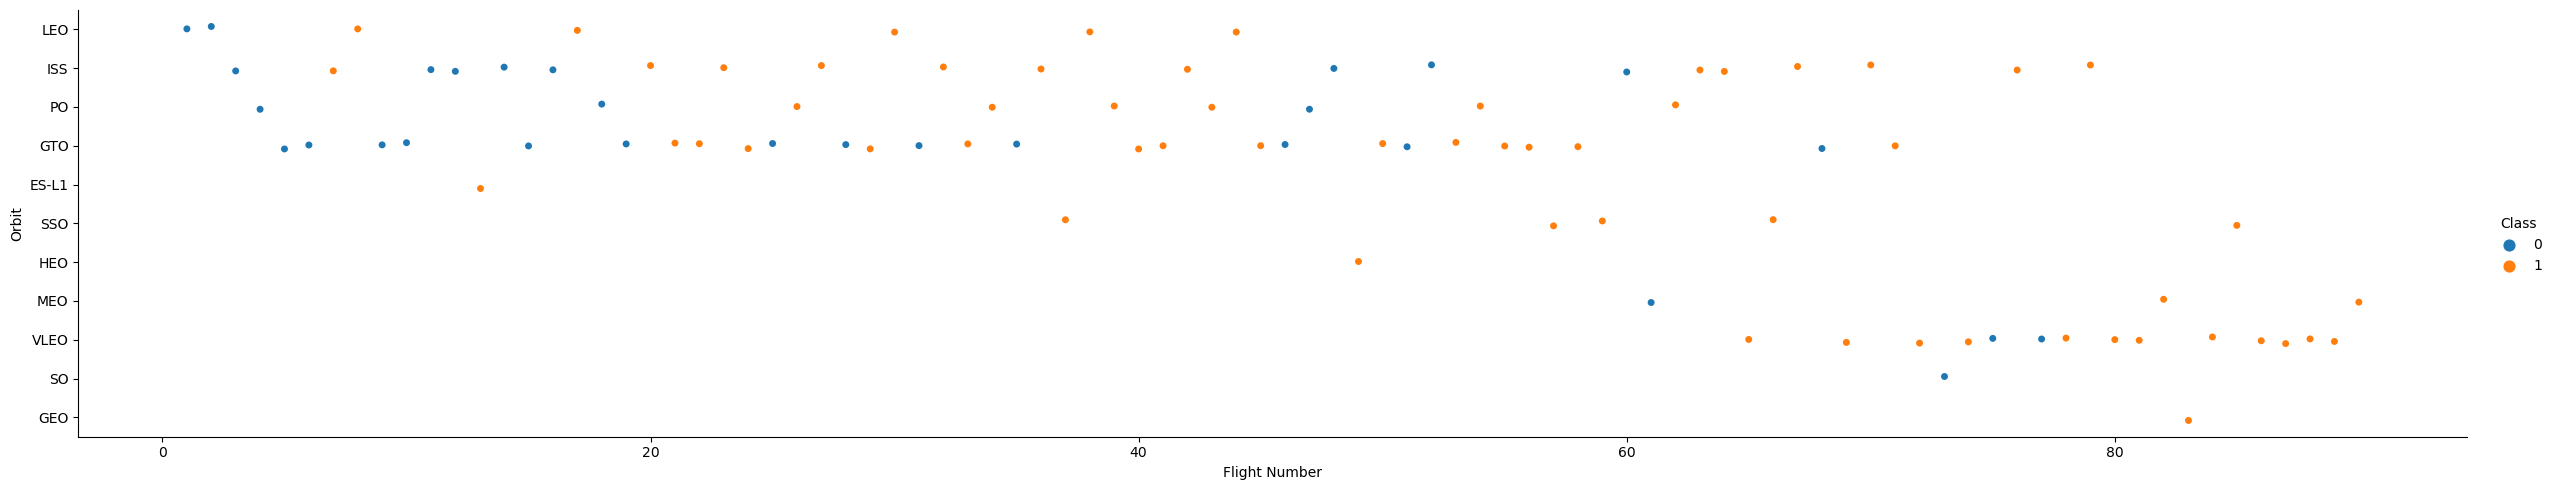 Orbit
LEO
ISS
PO
GTO
ES-L1
SSO
HEO
MEO
VLEO
SO
GEO
0 20 40 60 80
Flight Number
Class
0
1